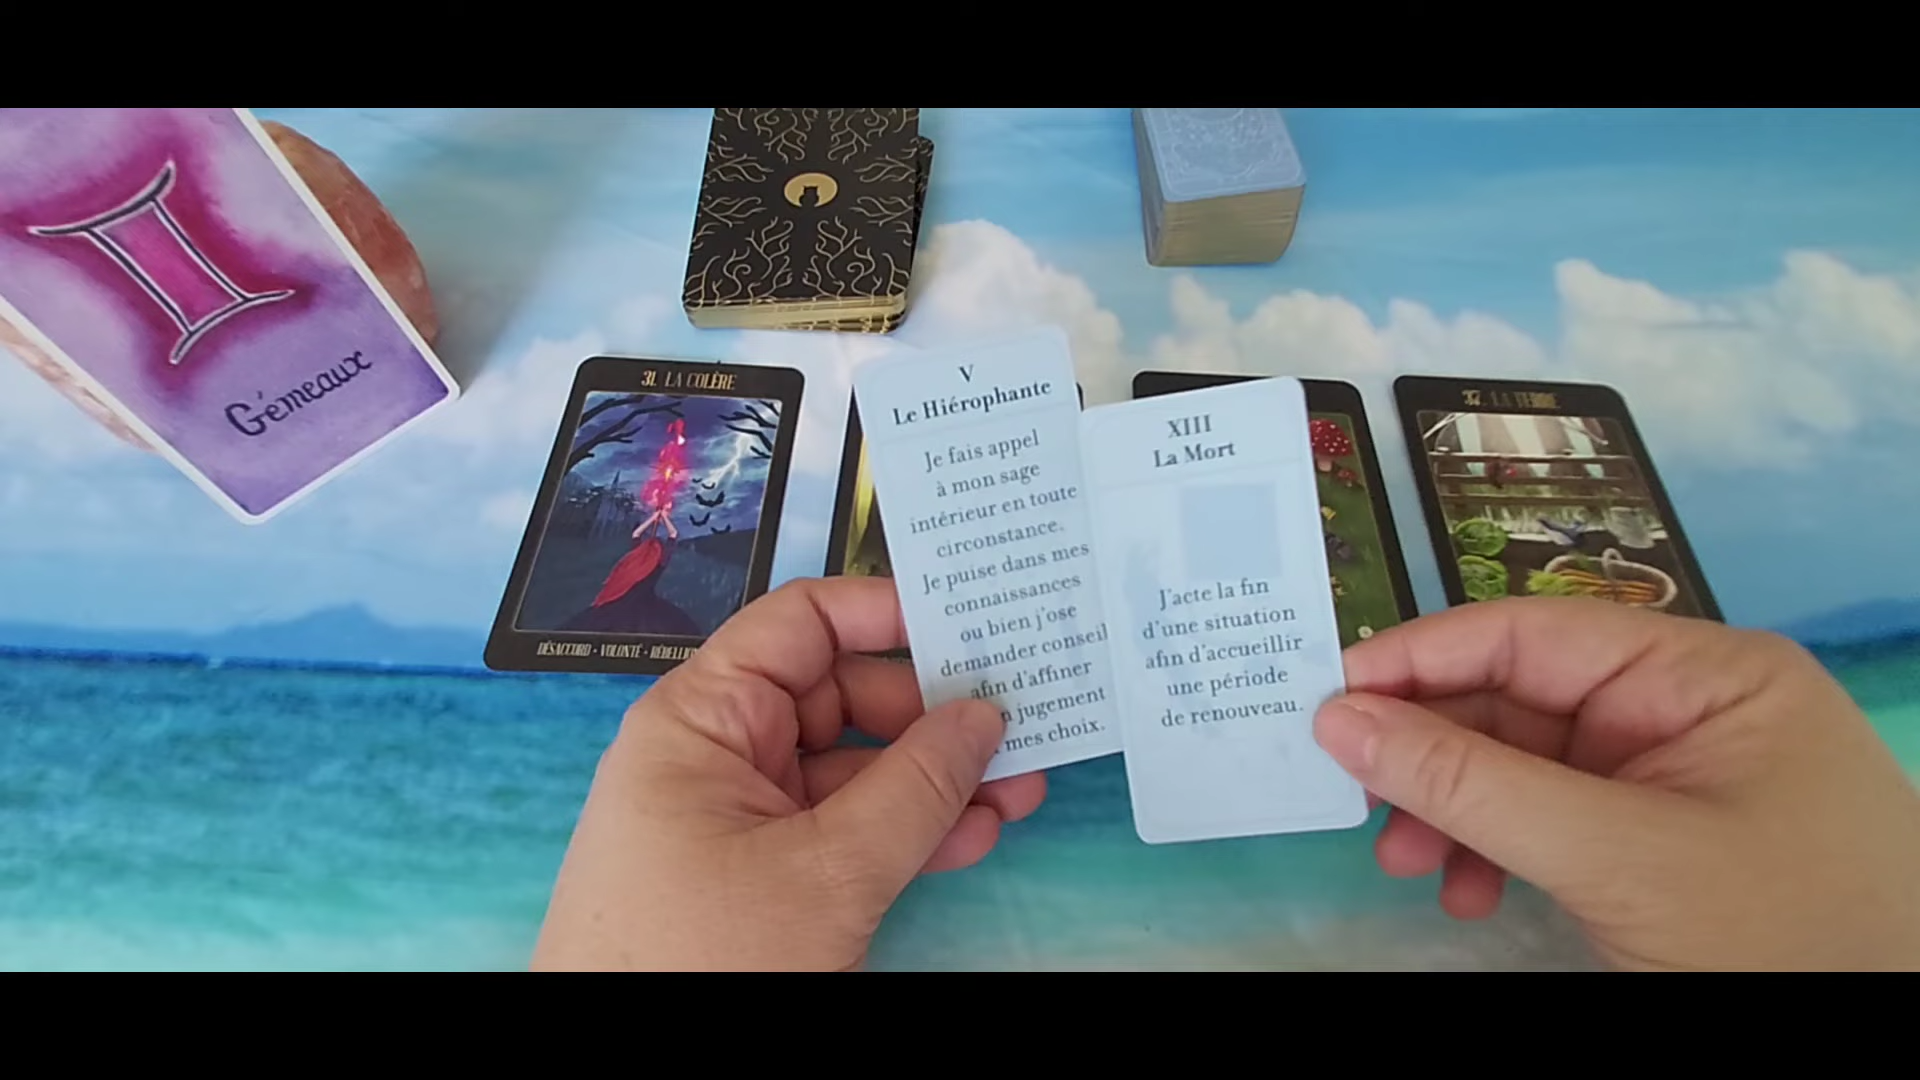 Gémeaux
31. LA COLÈRE
DÉSACCORD • VOLONTÉ • RÉBELLION
V
Le Hiérophante
Je fais appel
à mon sage
intérieur en toute
circonstance.
Je puise dans mes
connaissances
ou bien j'ose
demander conseil
afin d'affiner
jugement
mes choix.
XIII
La Mort
J'acte la fin
d'une situation
afin d'accueillir
une période
de renouveau.
37. LA TERRE